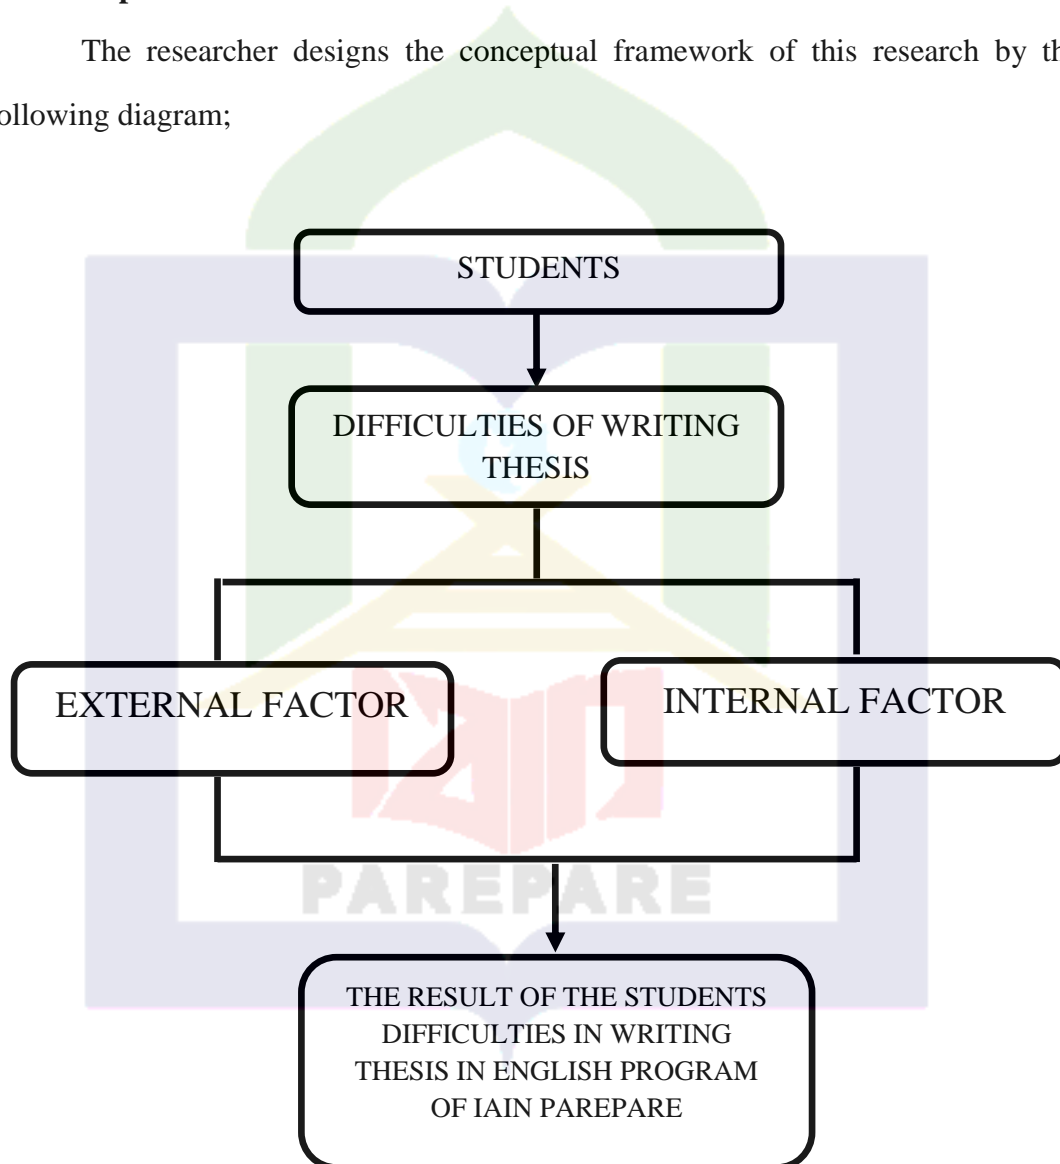 The researcher designs the conceptual framework of this research by th
ollowing diagram;
STUDENTS
DIFFICULTIES OF WRITING
THESIS
EXTERNAL FACTOR
INTERNAL FACTOR
PAREPARE
THE RESULT OF THE STUDENTS
DIFFICULTIES IN WRITING
THESIS IN ENGLISH PROGRAM
OF IAIN PAREPARE